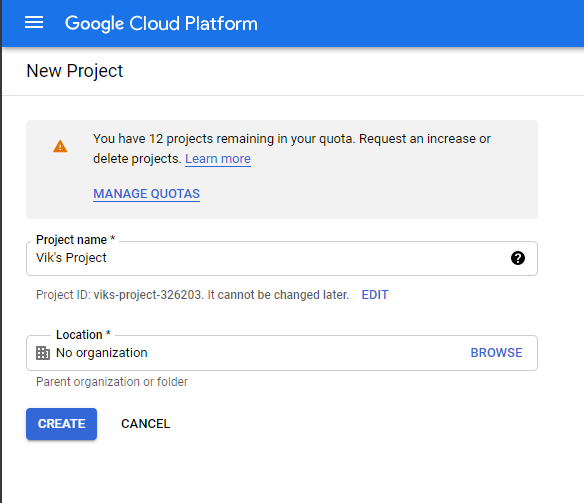 Google Cloud Platform
New Project
You have 12 projects remaining in your quota. Request an increase or
delete projects. Learn more
MANAGE QUOTAS
Project name *
Vik's Project
Project ID: viks-project-326203. It cannot be changed later. EDIT
Location *
No organization BROWSE
Parent organization or folder
CREATE CANCEL